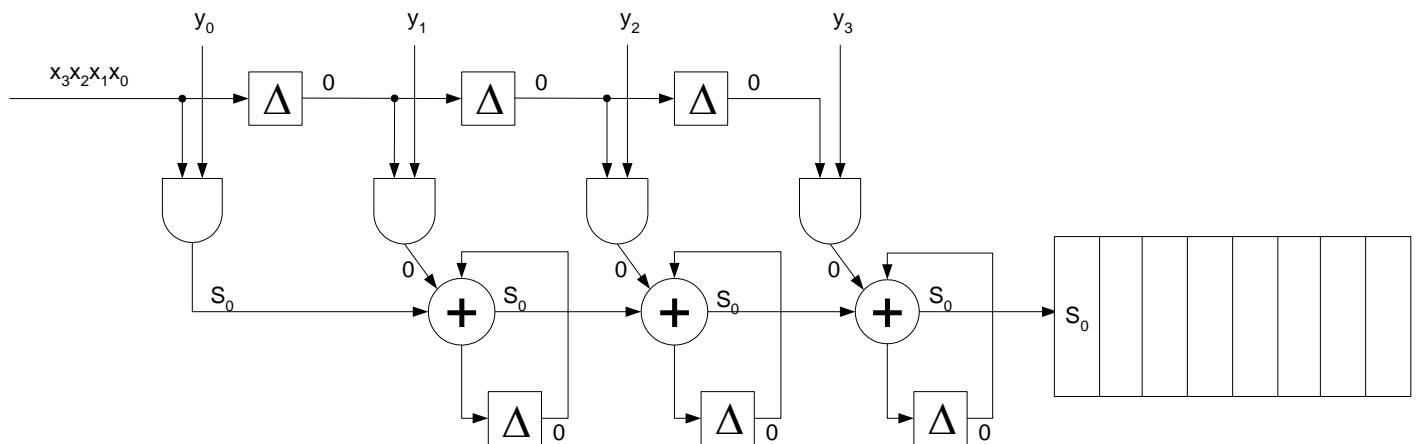 y₀ y₁ y₂ y₃
x₃x₂x₁x₀
Δ 0 Δ 0 Δ 0
0 0 0
S₀ + S₀ + S₀ + S₀ S₀
Δ 0 Δ 0 Δ 0